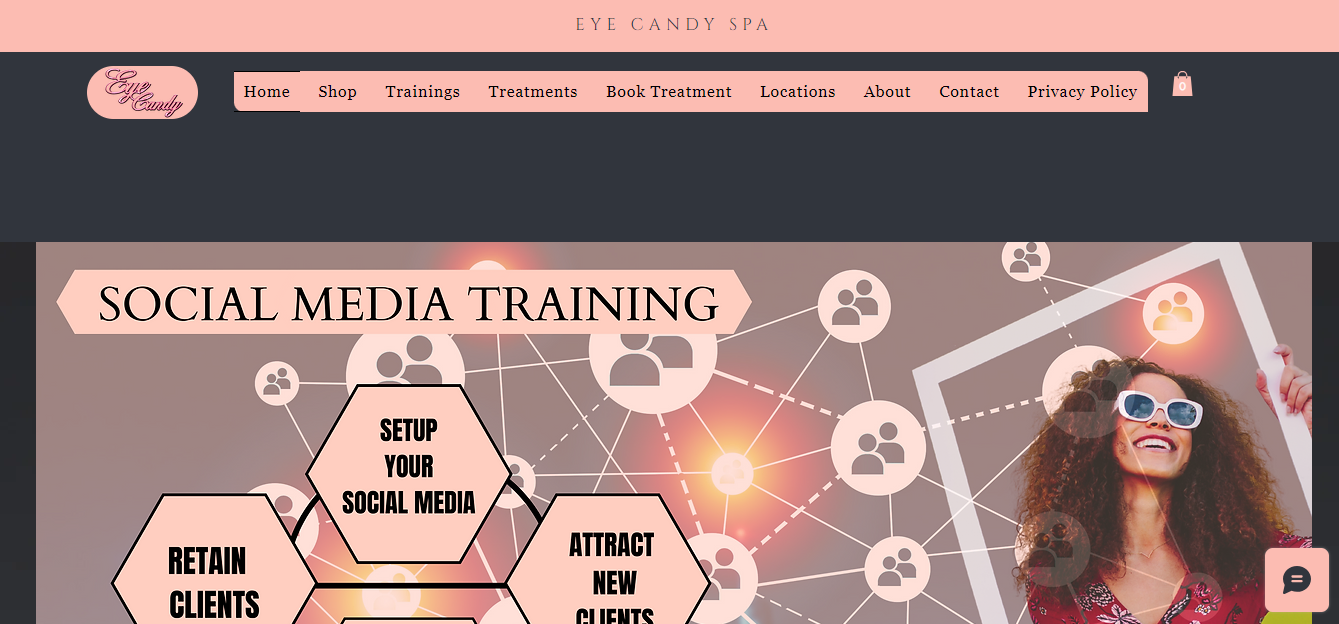 EYE CANDY SPA
Eye
Candy
Home
Shop
Trainings
Treatments
Book Treatment
Locations
About
Contact
Privacy Policy
0
SOCIAL MEDIA TRAINING
SETUP
YOUR
SOCIAL MEDIA
RETAIN
CLIENTS
ATTRACT
NEW
CLIENTS